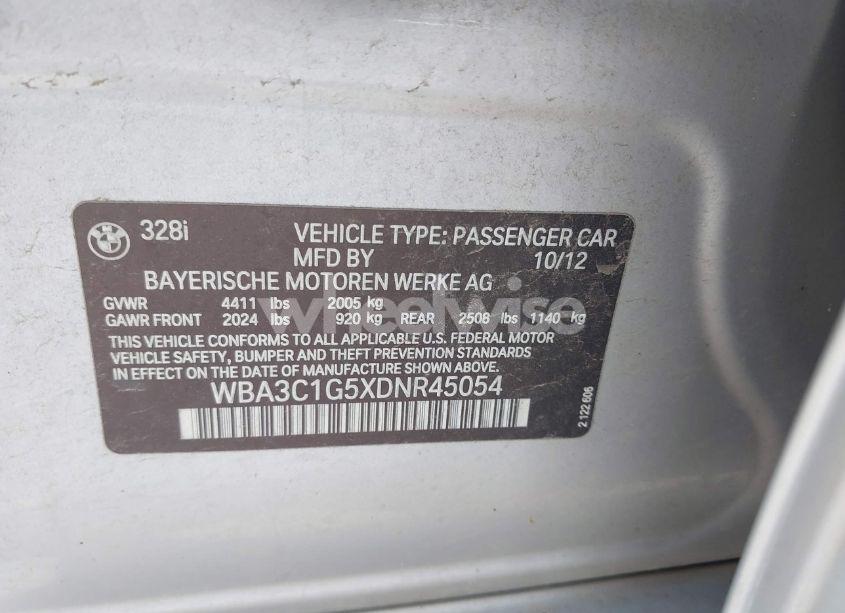 328i VEHICLE TYPE: PASSENGER CAR
MFD BY 10/12
BAYERISCHE MOTOREN WERKE AG
GVWR 4411 lbs 2005 kg
GAWR FRONT 2024 lbs 920 kg REAR 2508 lbs 1140 kg
THIS VEHICLE CONFORMS TO ALL APPLICABLE U.S. FEDERAL MOTOR
VEHICLE SAFETY, BUMPER AND THEFT PREVENTION STANDARDS
IN EFFECT ON THE DATE OF MANUFACTURE SHOWN ABOVE.
WBA3C1G5XDNR45054
2 122 606
wheelwise